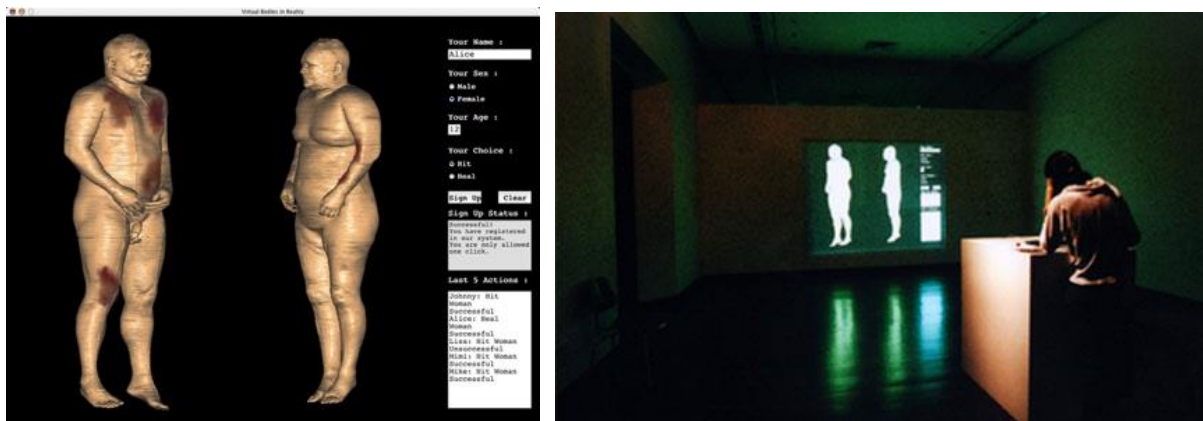 Virtual Bodies in Reality
Your Name :
Alice
Your Sex :
Male
Female
Your Age :
12
Your Choice :
Hit
Heal
Sign Up
Clear
Sign Up Status :
Successful!
You have registered
in our system.
You are only allowed
one click.
Last 5 Actions :
Johnny: Hit
Woman
Successful
Alice: Heal
Woman
Successful
Lisa: Hit Woman
Unsuccessful
Mimi: Hit Woman
Successful
Mike: Hit Woman
Successful